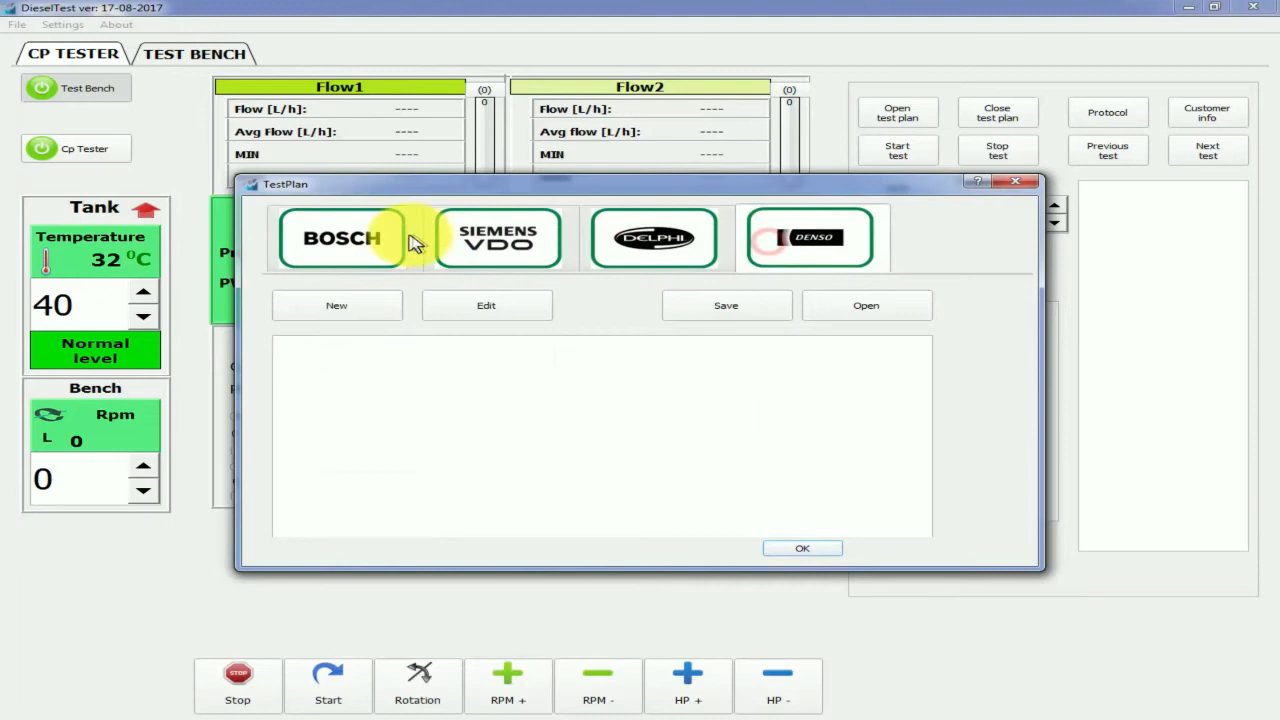 DieselTest ver: 17-08-2017
File Settings About
CP TESTER TEST BENCH
Test Bench
Cp Tester
Flow1 (0)
0
Flow [L/h]: ----
Avg Flow [L/h]: ----
MIN ----
Flow2 (0)
0
Flow [L/h]: ----
Avg flow [L/h]: ----
MIN ----
Open test plan
Close test plan
Protocol
Customer info
Start test
Stop test
Previous test
Next test
Tank
Temperature
32 °C
40
Normal level
Bench
Rpm
L 0
0
TestPlan
BOSCH
SIEMENS VDO
DELPHI
DENSO
New
Edit
Save
Open
OK
STOP
Stop
Start
Rotation
RPM +
RPM -
HP +
HP -